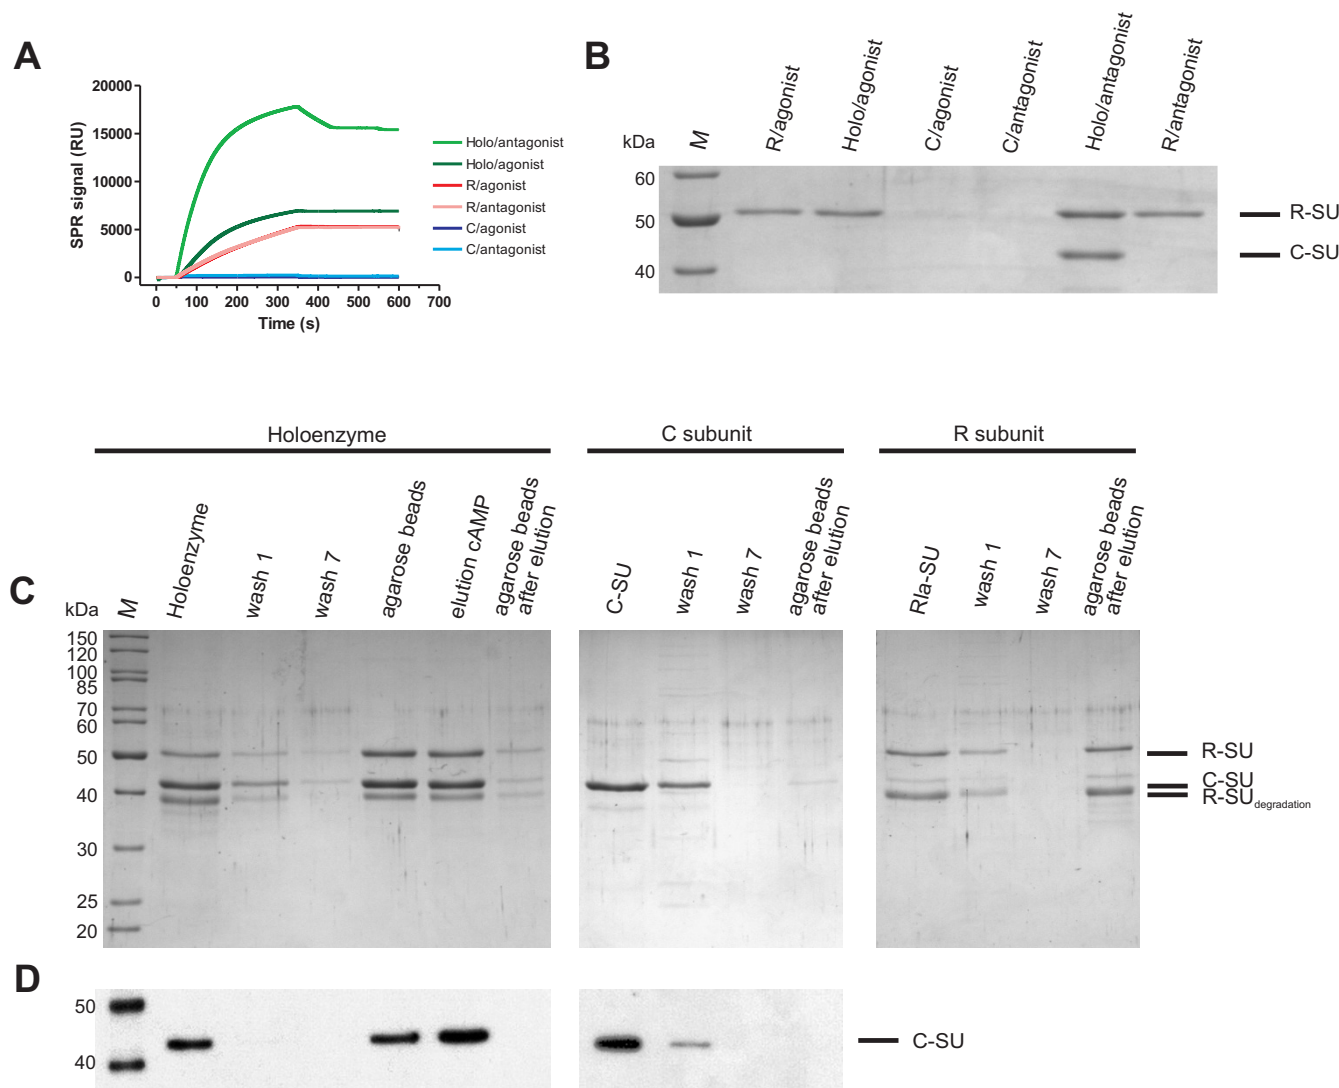 A
20000
15000
10000
5000
0
SPR signal (RU)
0 100 200 300 400 500 600 700
Time (s)
Holo/antagonist
Holo/agonist
R/agonist
R/antagonist
C/agonist
C/antagonist
B
kDa
M
R/agonist
Holo/agonist
C/agonist
C/antagonist
Holo/antagonist
R/antagonist
60
50
40
R-SU
C-SU
Holoenzyme
C subunit
R subunit
C
kDa
M
Holoenzyme
wash 1
wash 7
agarose beads
elution cAMP
agarose beads
after elution
C-SU
wash 1
wash 7
agarose beads
after elution
RIa-SU
wash 1
wash 7
agarose beads
after elution
150
120
100
85
70
60
50
40
30
25
20
R-SU
C-SU
R-SUdegradation
D
50
40
C-SU